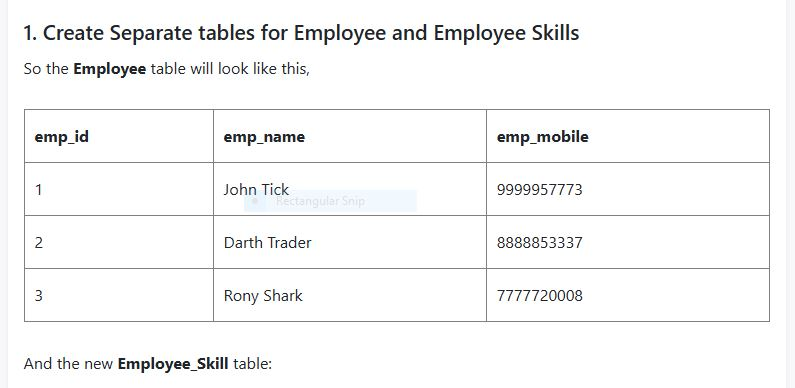 1. Create Separate tables for Employee and Employee Skills
So the Employee table will look like this,
emp_id emp_name emp_mobile
1 John Tick 9999957773
Rectangular Snip
2 Darth Trader 8888853337
3 Rony Shark 7777720008
And the new Employee_Skill table: